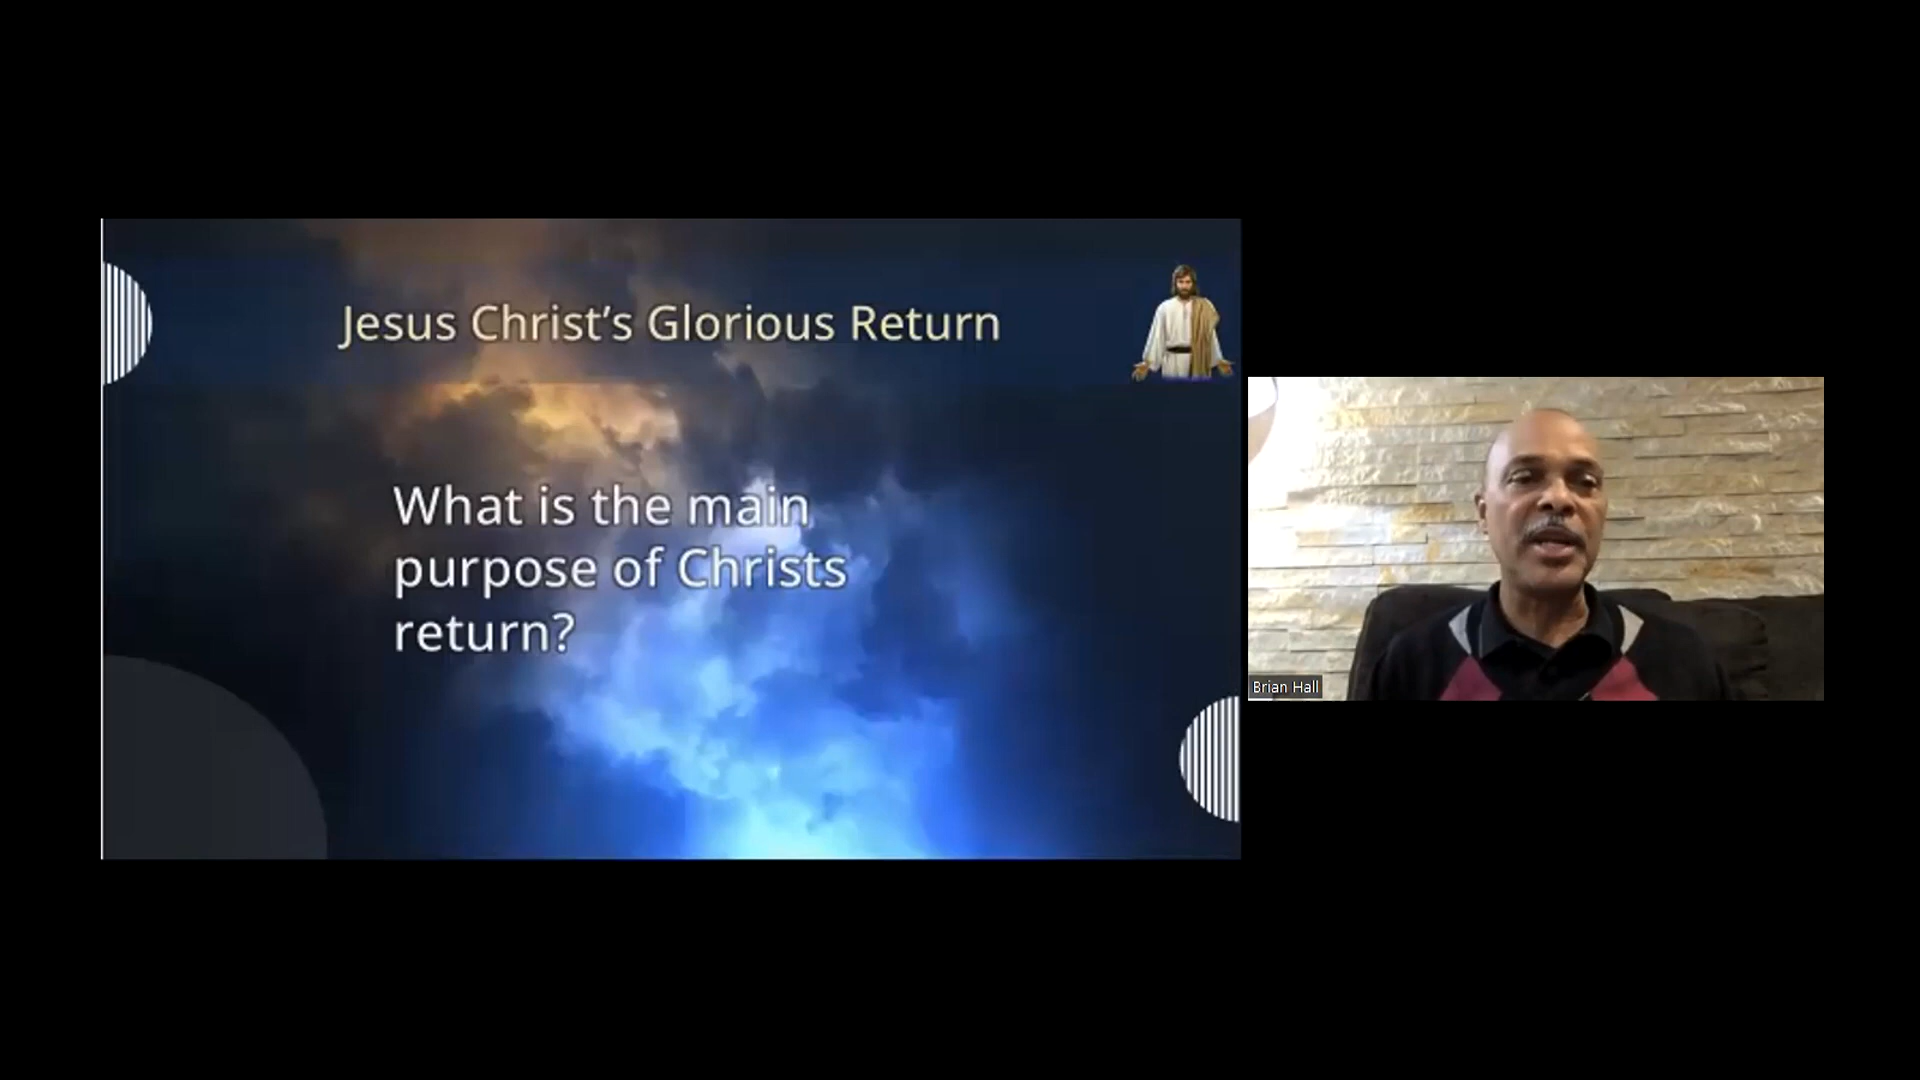 Jesus Christ’s Glorious Return
What is the main
purpose of Christs
return?
Brian Hall